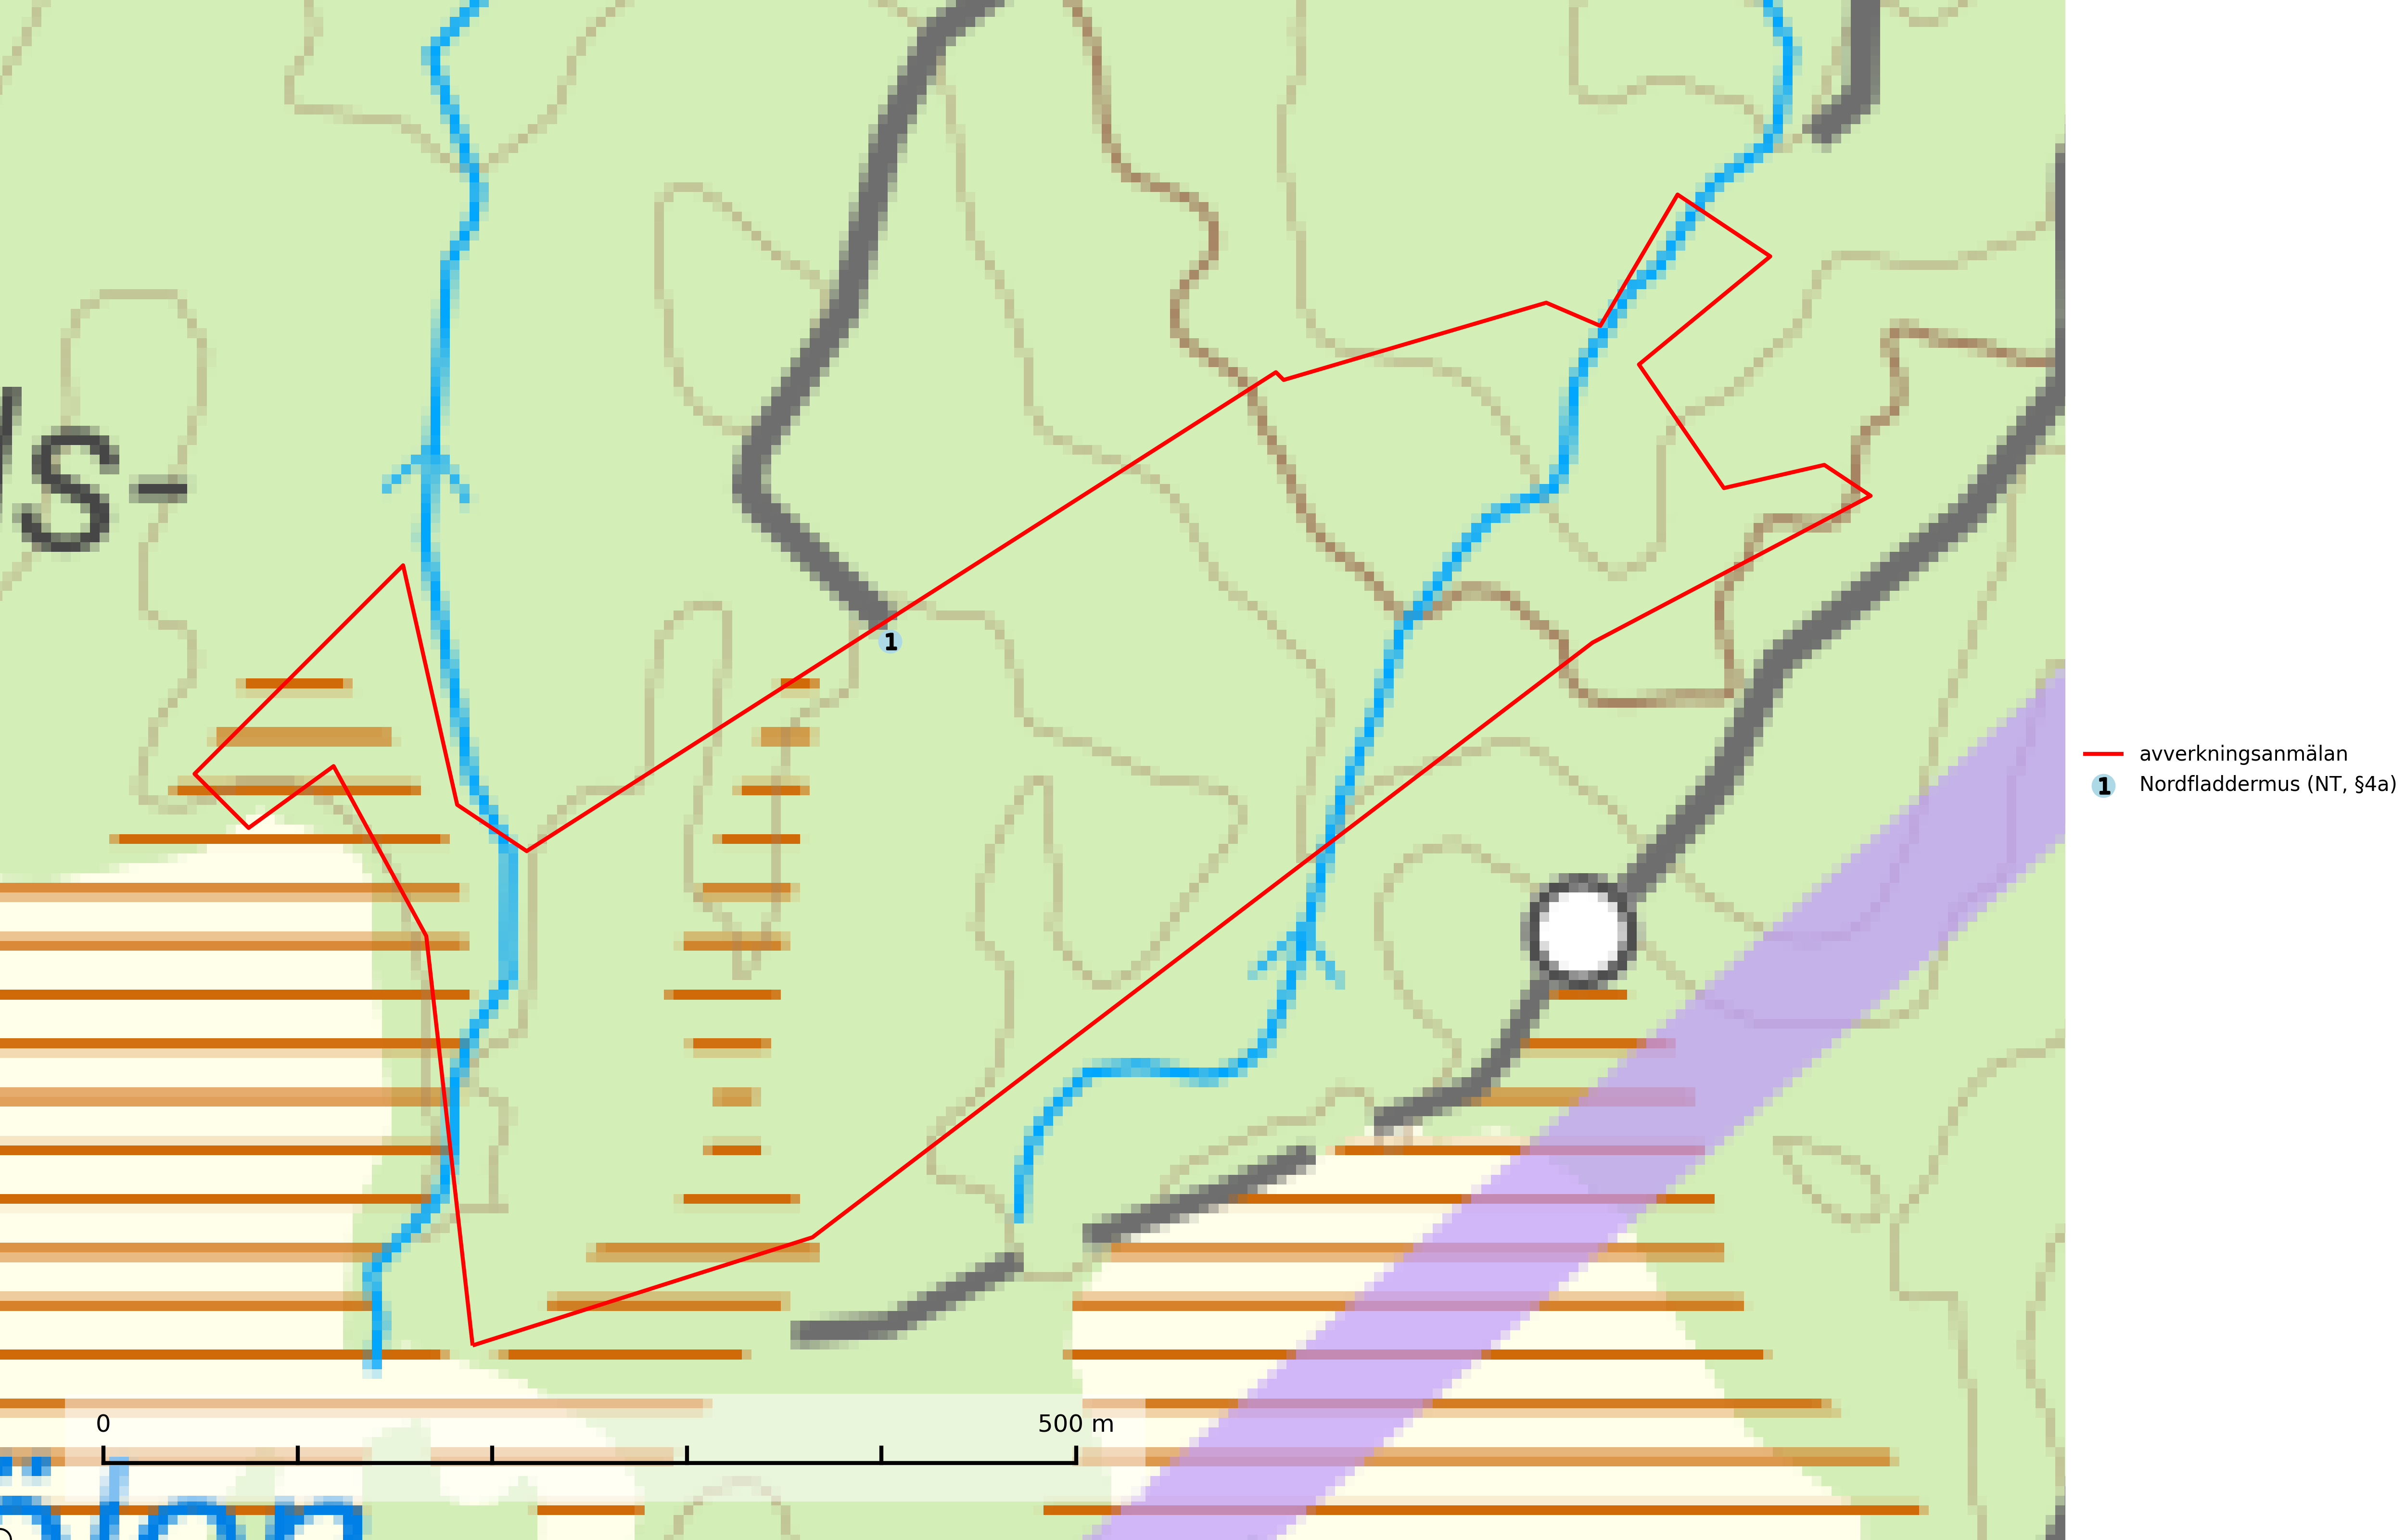 s-
1
avverkningsanmälan
1 Nordfladdermus (NT, §4a)
0 500 m